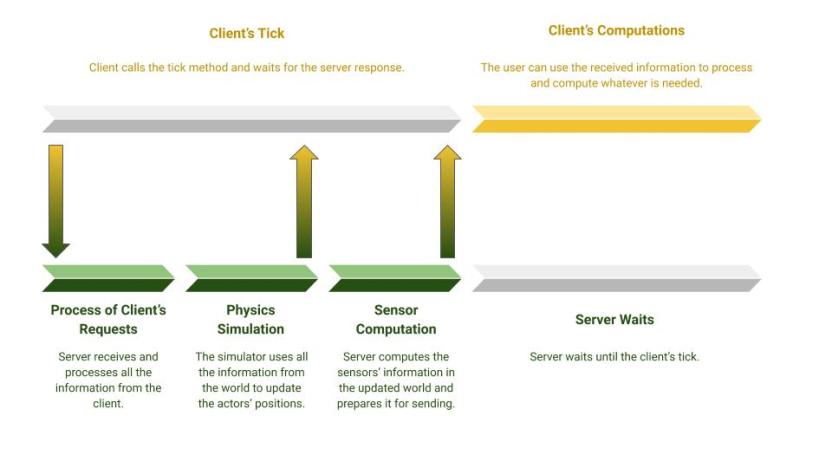 Client's Tick
Client calls the tick method and waits for the server response.
Client's Computations
The user can use the received information to process
and compute whatever is needed.
Process of Client's
Requests
Server receives and
processes all the
information from the
client.
Physics
Simulation
The simulator uses all
the information from
the world to update
the actors' positions.
Sensor
Computation
Server computes the
sensors' information in
the updated world and
prepares it for sending.
Server Waits
Server waits until the client's tick.